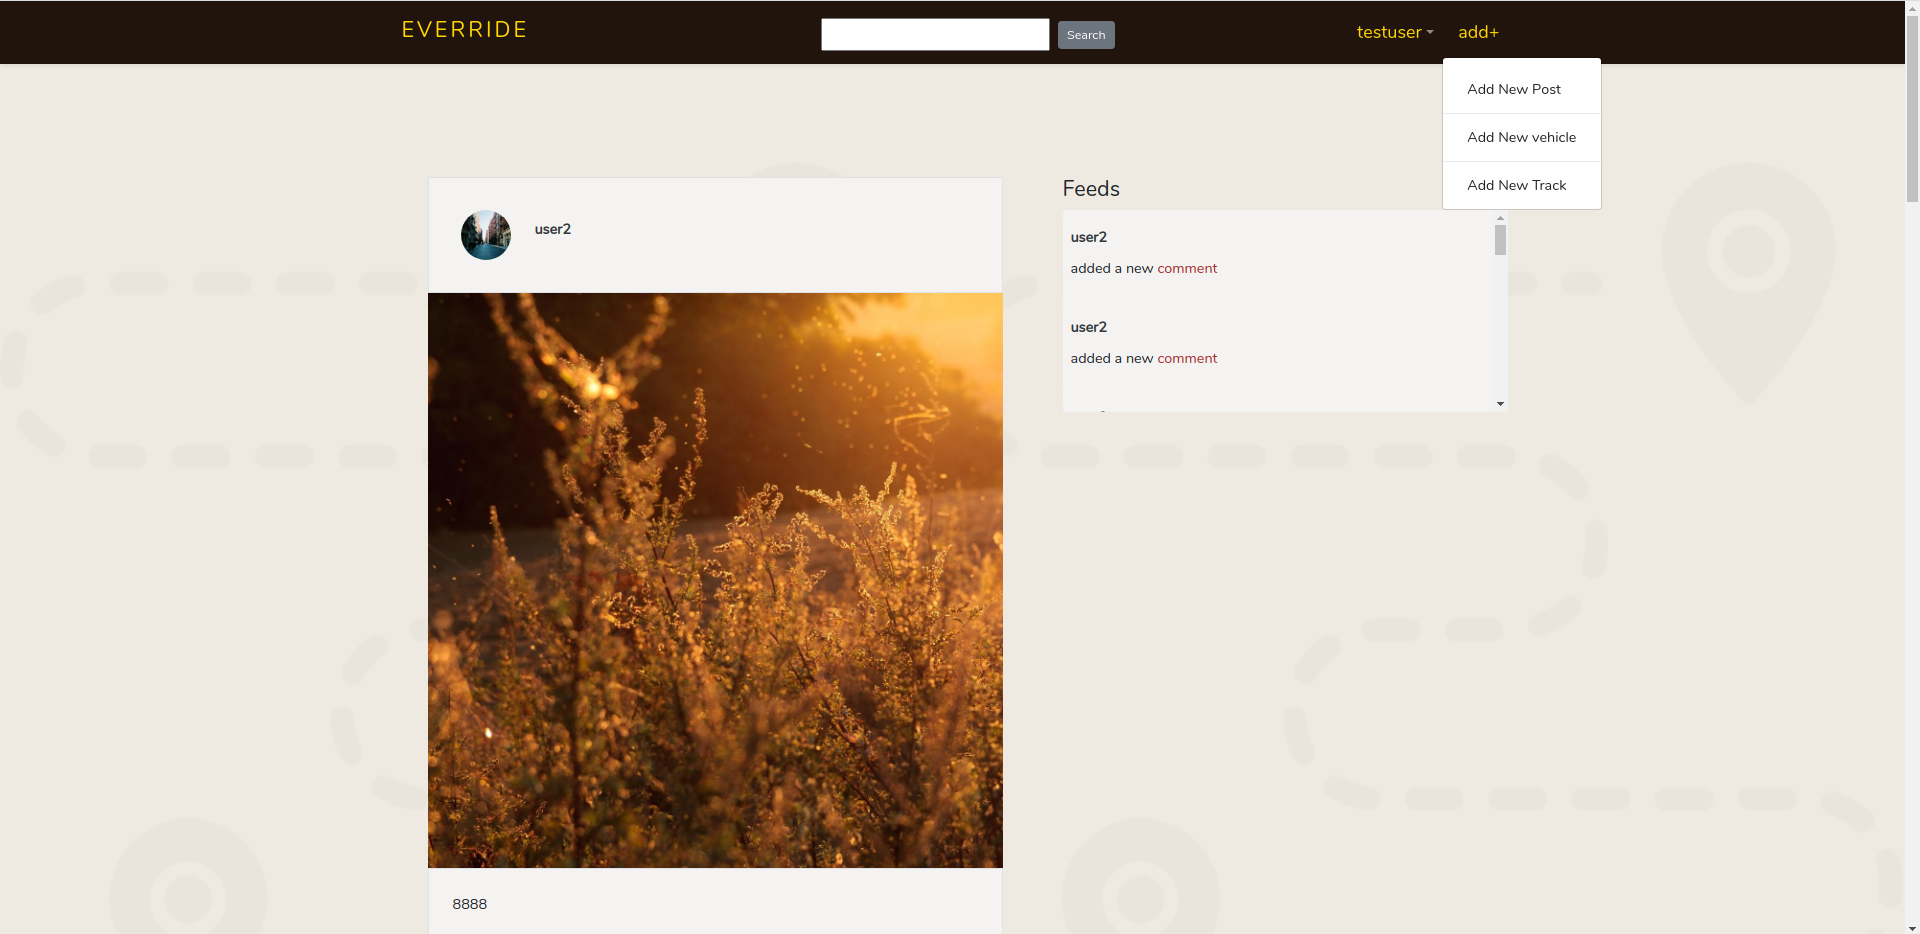 EVERRIDE
Search
testuser
add+
Add New Post
Add New vehicle
Add New Track
user2
8888
Feeds
user2
added a new comment
user2
added a new comment